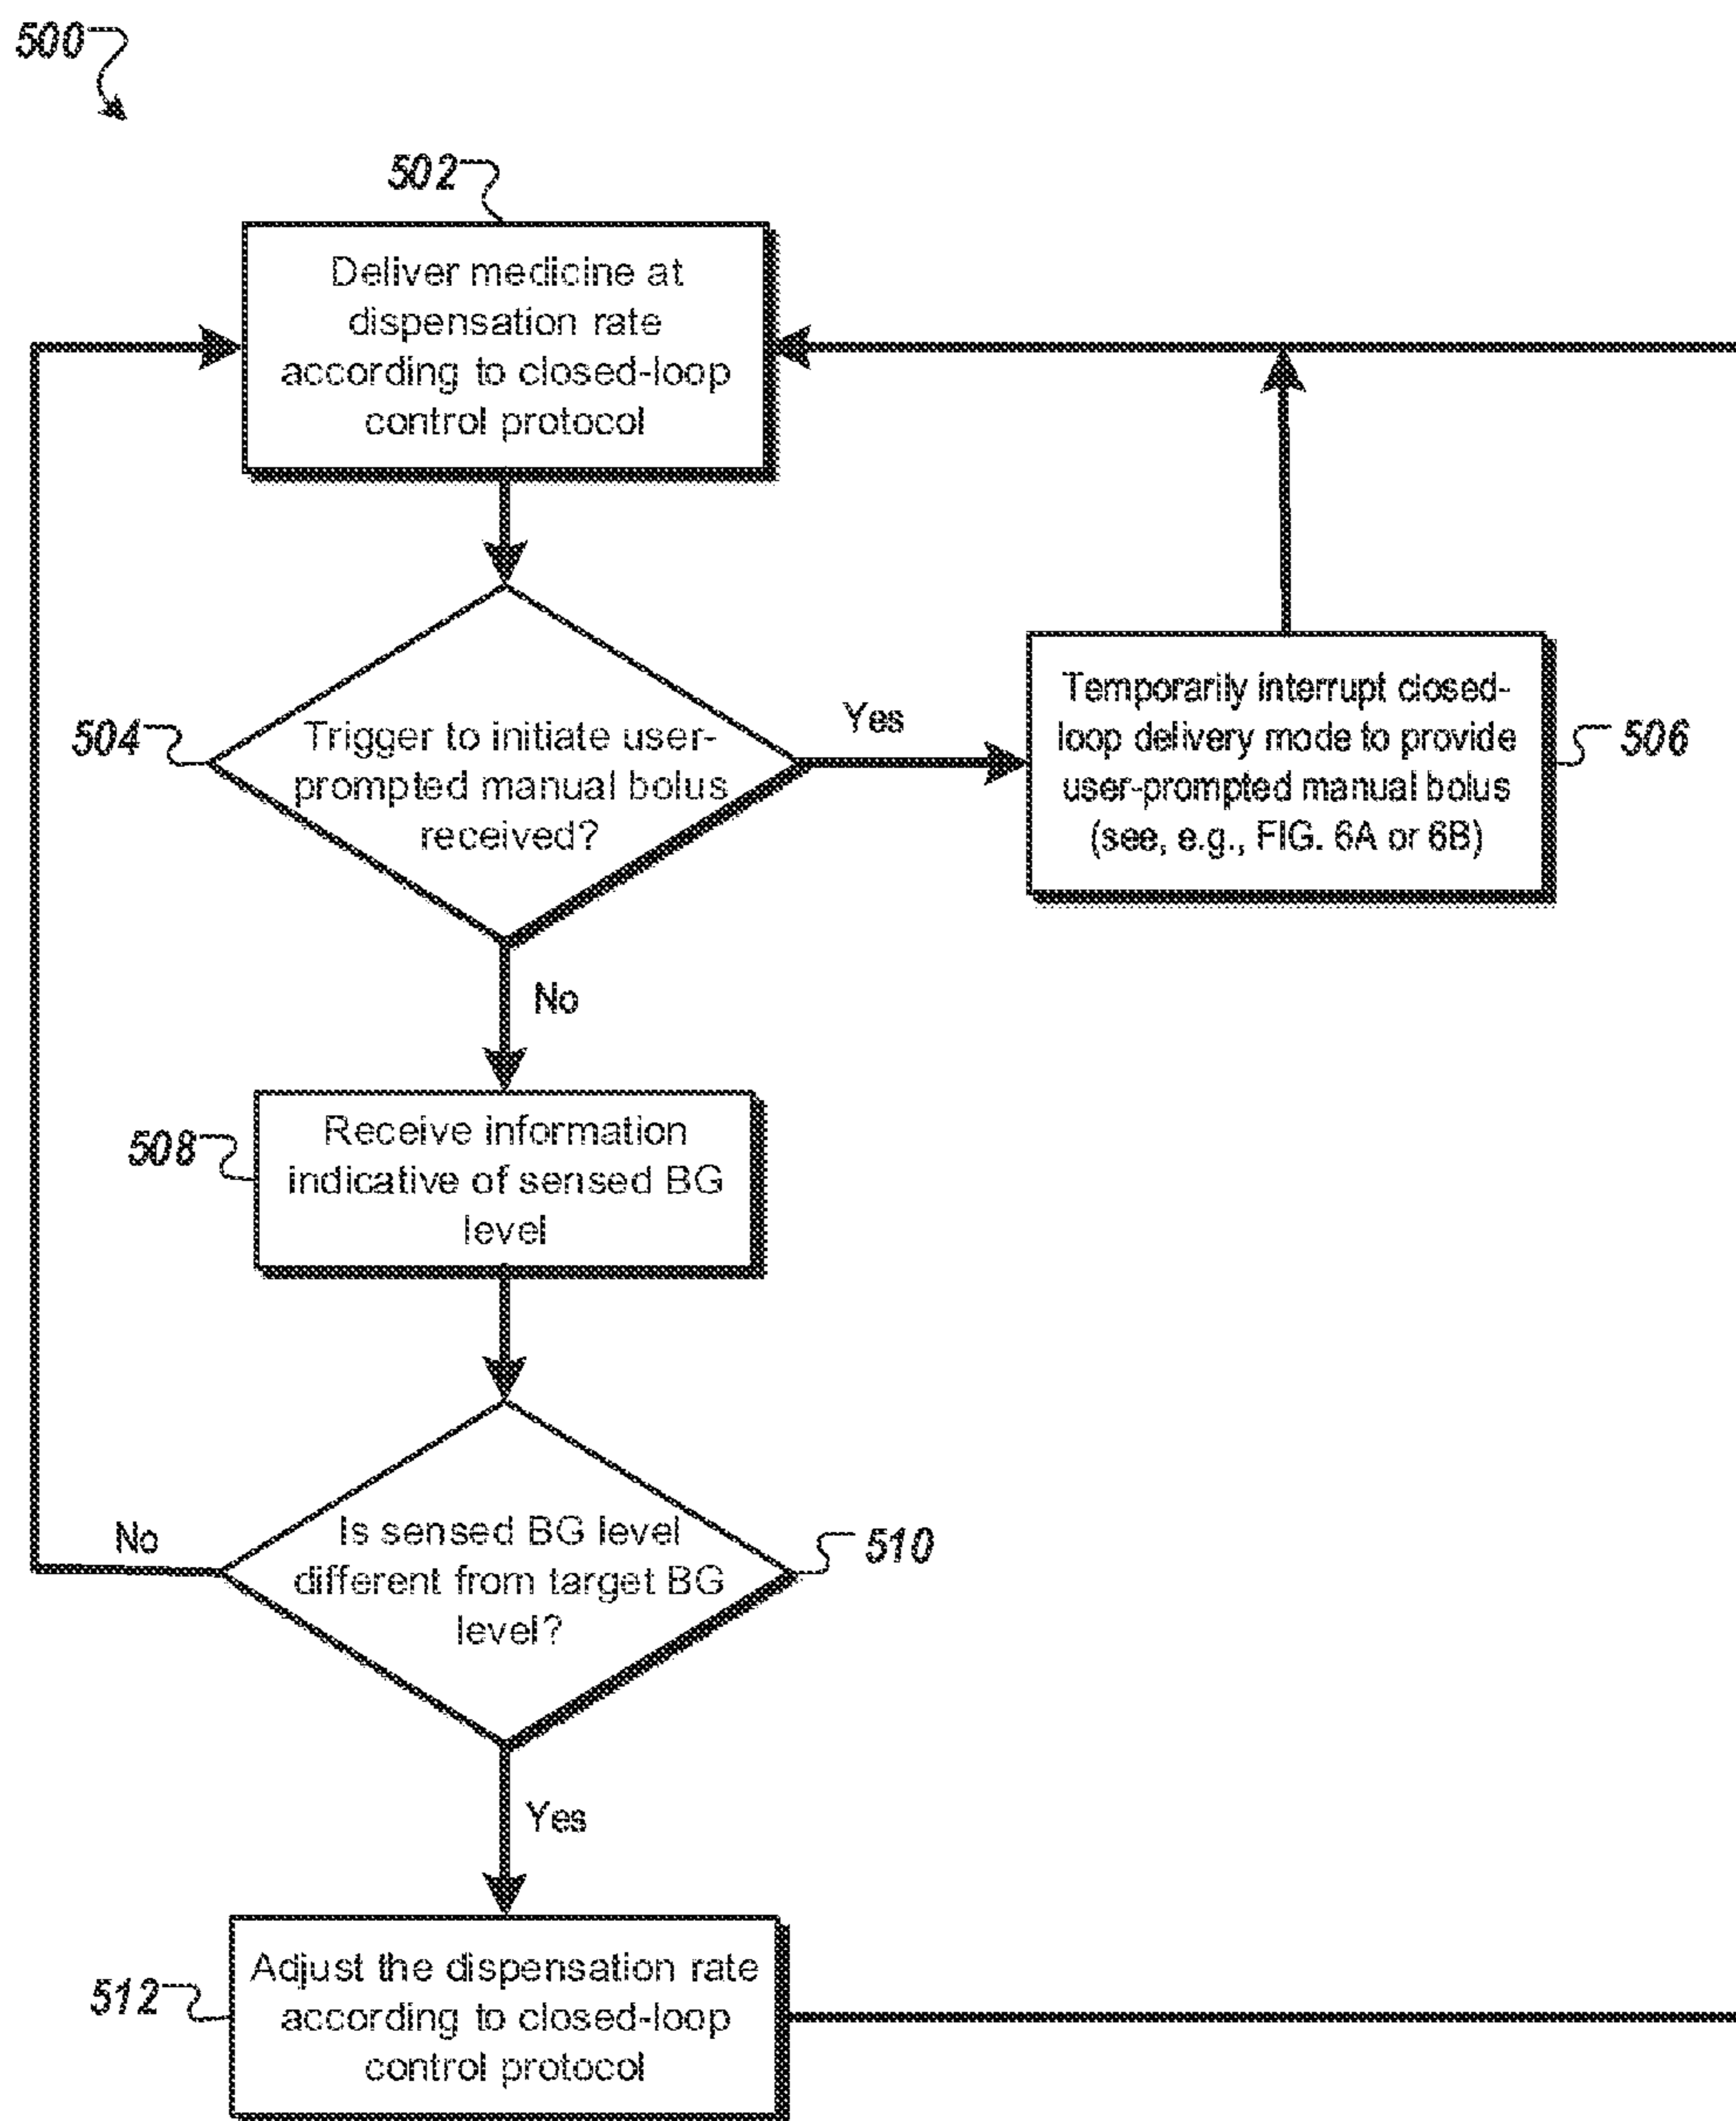 500
502
Deliver medicine at
dispensation rate
according to closed-loop
control protocol
504
Trigger to initiate user-
prompted manual bolus
received?
Yes
Temporarily interrupt closed-
loop delivery mode to provide
user-prompted manual bolus
(see, e.g., FIG. 6A or 6B)
506
No
508
Receive information
indicative of sensed BG
level
No
Is sensed BG level
different from target BG
level?
510
Yes
512
Adjust the dispensation rate
according to closed-loop
control protocol